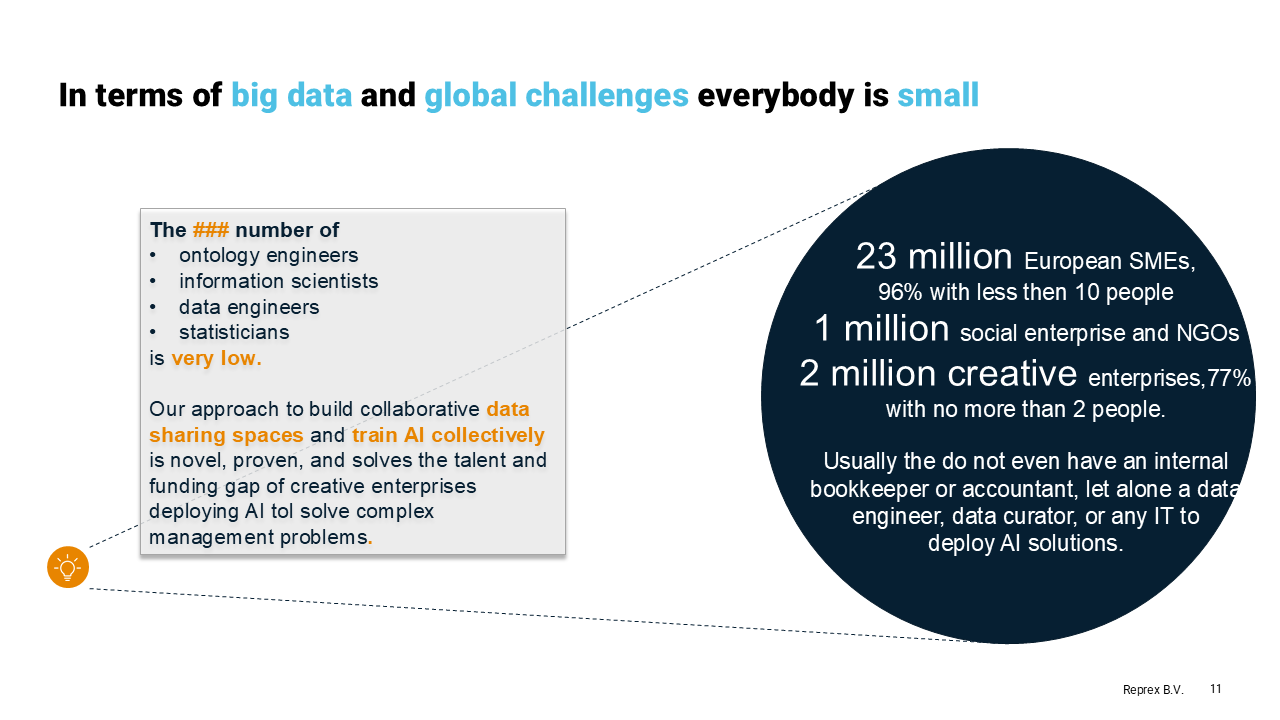 In terms of big data and global challenges everybody is small
The ### number of
• ontology engineers
• information scientists
• data engineers
• statisticians
is very low.
Our approach to build collaborative data
sharing spaces and train AI collectively
is novel, proven, and solves the talent and
funding gap of creative enterprises
deploying AI tol solve complex
management problems.
23 million European SMEs,
96% with less then 10 people
1 million social enterprise and NGOs
2 million creative enterprises,77%
with no more than 2 people.
Usually the do not even have an internal
bookkeeper or accountant, let alone a data
engineer, data curator, or any IT to
deploy AI solutions.
Reprex B.V. 11